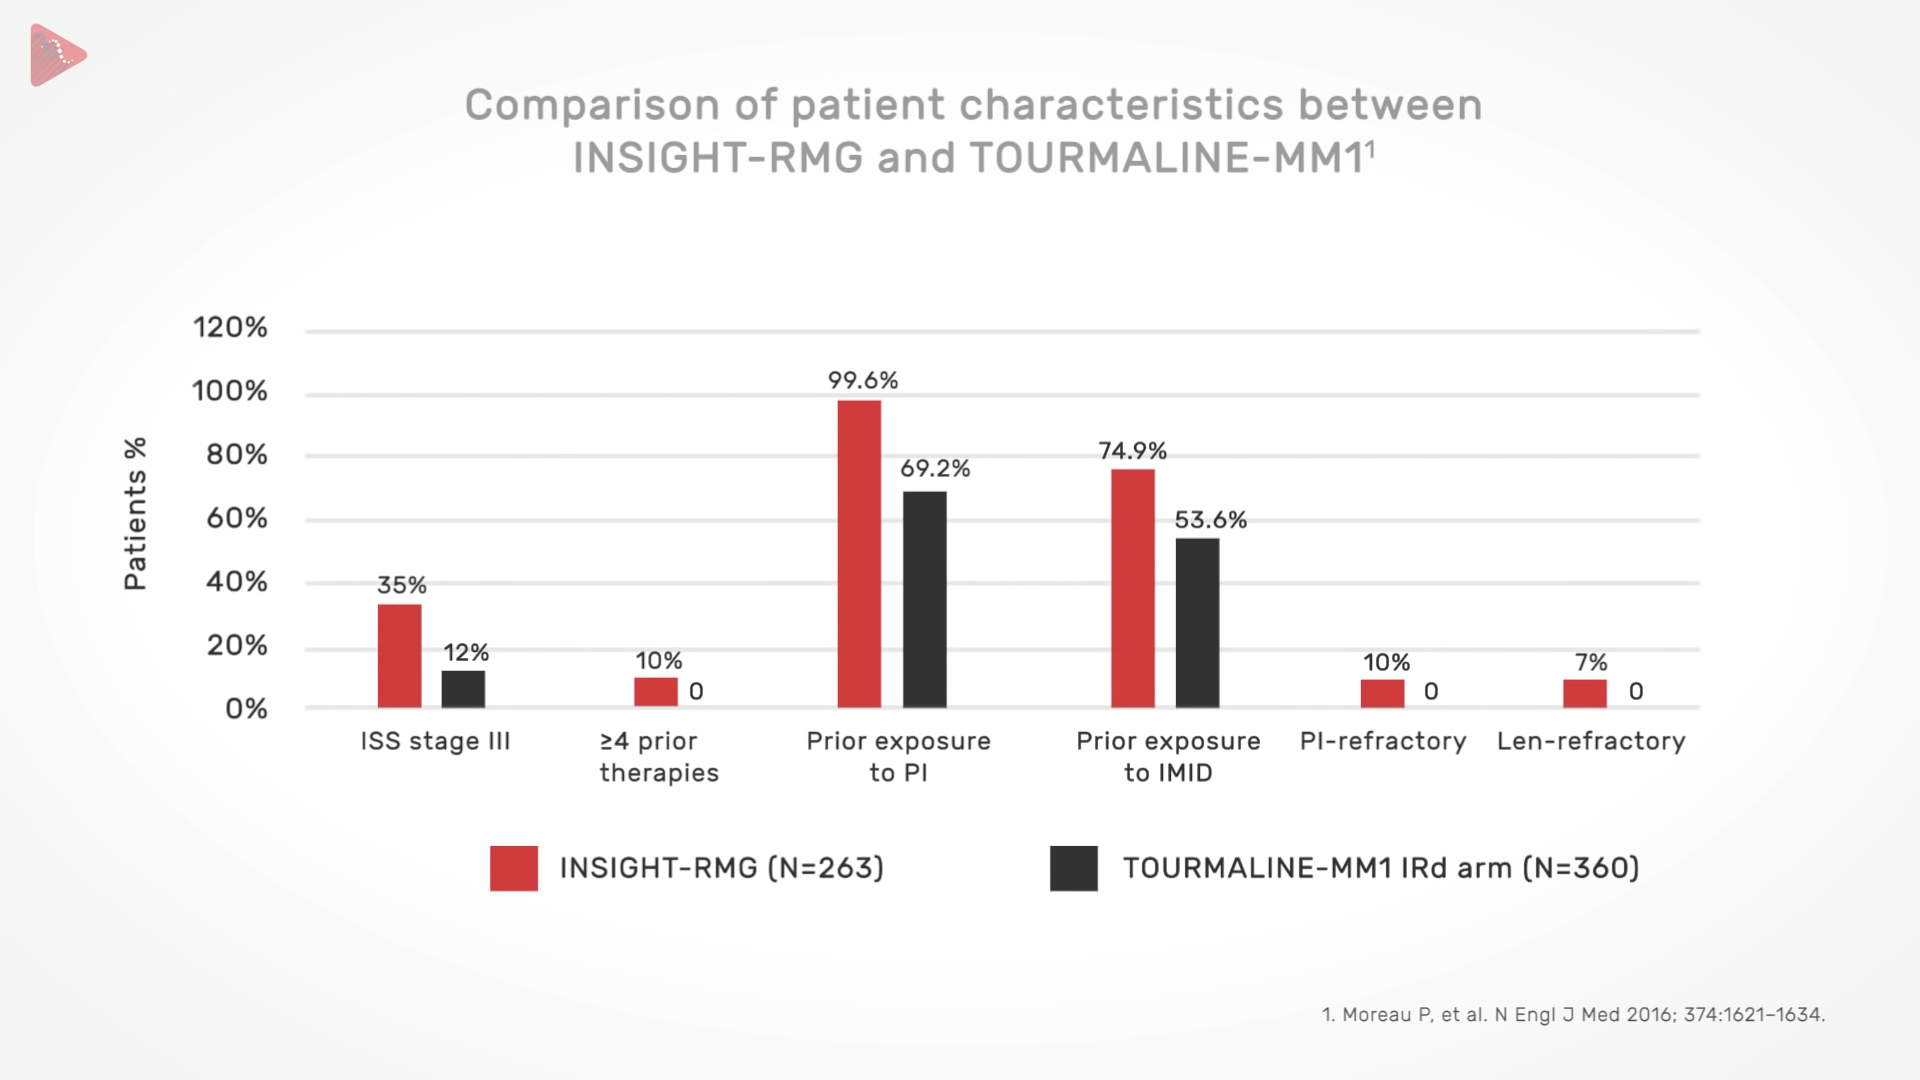 Comparison of patient characteristics between
INSIGHT-RMG and TOURMALINE-MM1¹
Patients %
120%
100%
80%
60%
40%
20%
0%
35%
12%
10%
0
99.6%
69.2%
74.9%
53.6%
10%
0
7%
0
ISS stage III
≥4 prior
therapies
Prior exposure
to PI
Prior exposure
to IMID
PI-refractory
Len-refractory
INSIGHT-RMG (N=263)
TOURMALINE-MM1 IRd arm (N=360)
1. Moreau P, et al. N Engl J Med 2016; 374:1621–1634.